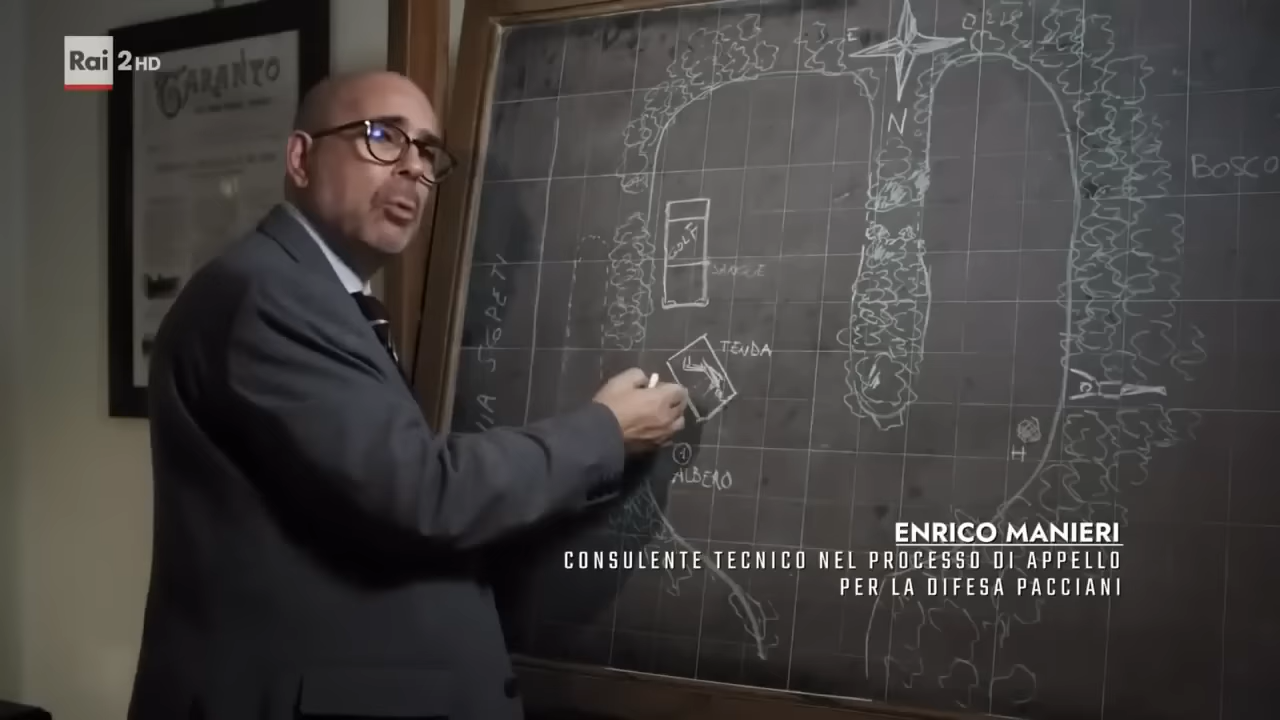 Rai 2HD
TARANTO
E
N
BOSCO
GOLF
SANGUE
VIA SCOPETI
TENDA
1
ALBERO
H
ENRICO MANIERI
CONSULENTE TECNICO NEL PROCESSO DI APPELLO
PER LA DIFESA PACCIANI